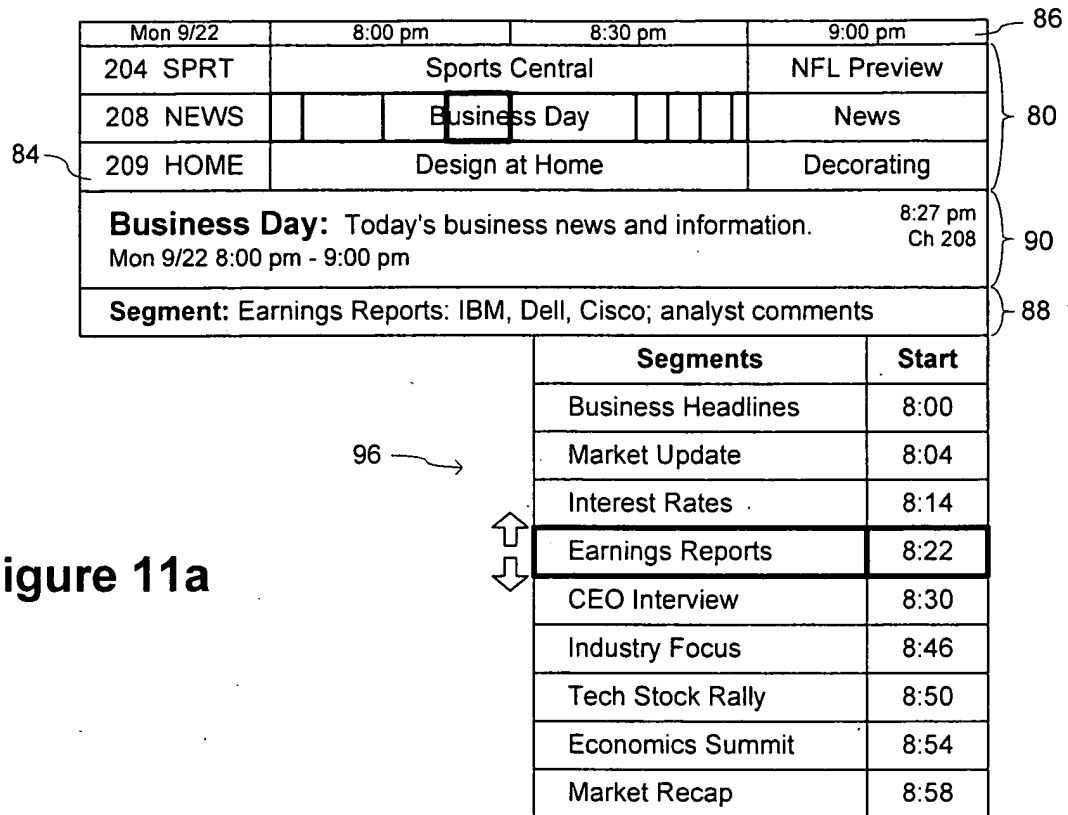 Mon 9/22 8:00 pm 8:30 pm 9:00 pm 86
204 SPRT Sports Central NFL Preview
208 NEWS Business Day News 80
84 209 HOME Design at Home Decorating
Business Day: Today's business news and information. 8:27 pm
Mon 9/22 8:00 pm - 9:00 pm Ch 208 90
Segment: Earnings Reports: IBM, Dell, Cisco; analyst comments 88
Segments Start
Business Headlines 8:00
96 Market Update 8:04
Interest Rates 8:14
Earnings Reports 8:22
igure 11a
CEO Interview 8:30
Industry Focus 8:46
Tech Stock Rally 8:50
Economics Summit 8:54
Market Recap 8:58